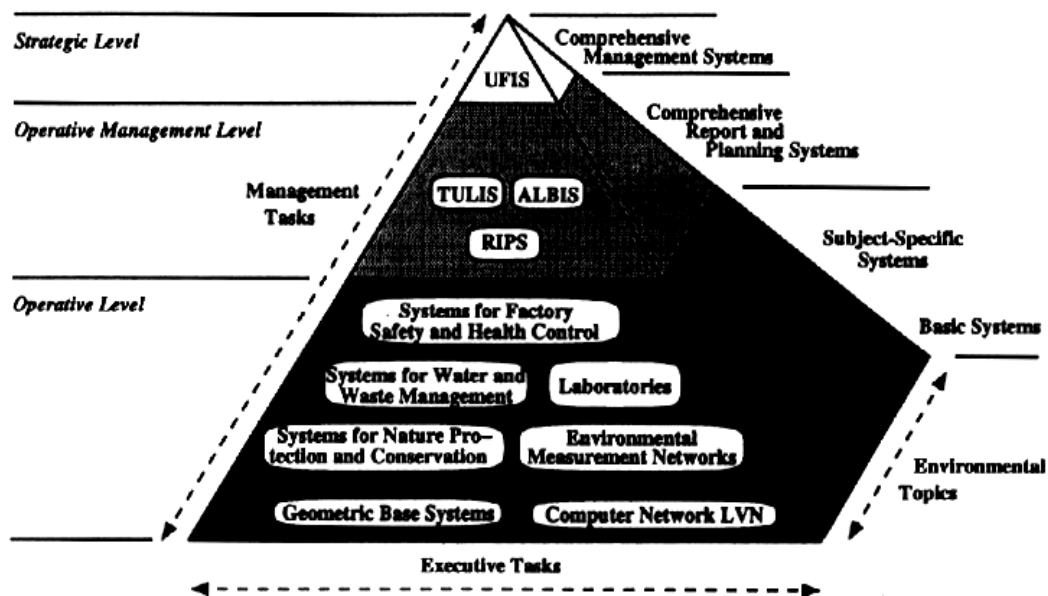 Strategic Level
Comprehensive
Management Systems
UFIS
Operative Management Level
Comprehensive
Report and
Planning Systems
Management
Tasks
TULIS
ALBIS
RIPS
Subject-Specific
Systems
Operative Level
Systems for Factory
Safety and Health Control
Basic Systems
Systems for Water and
Waste Management
Laboratories
Systems for Nature Pro-
tection and Conservation
Environmental
Measurement Networks
Environmental
Topics
Geometric Base Systems
Computer Network LVN
Executive Tasks